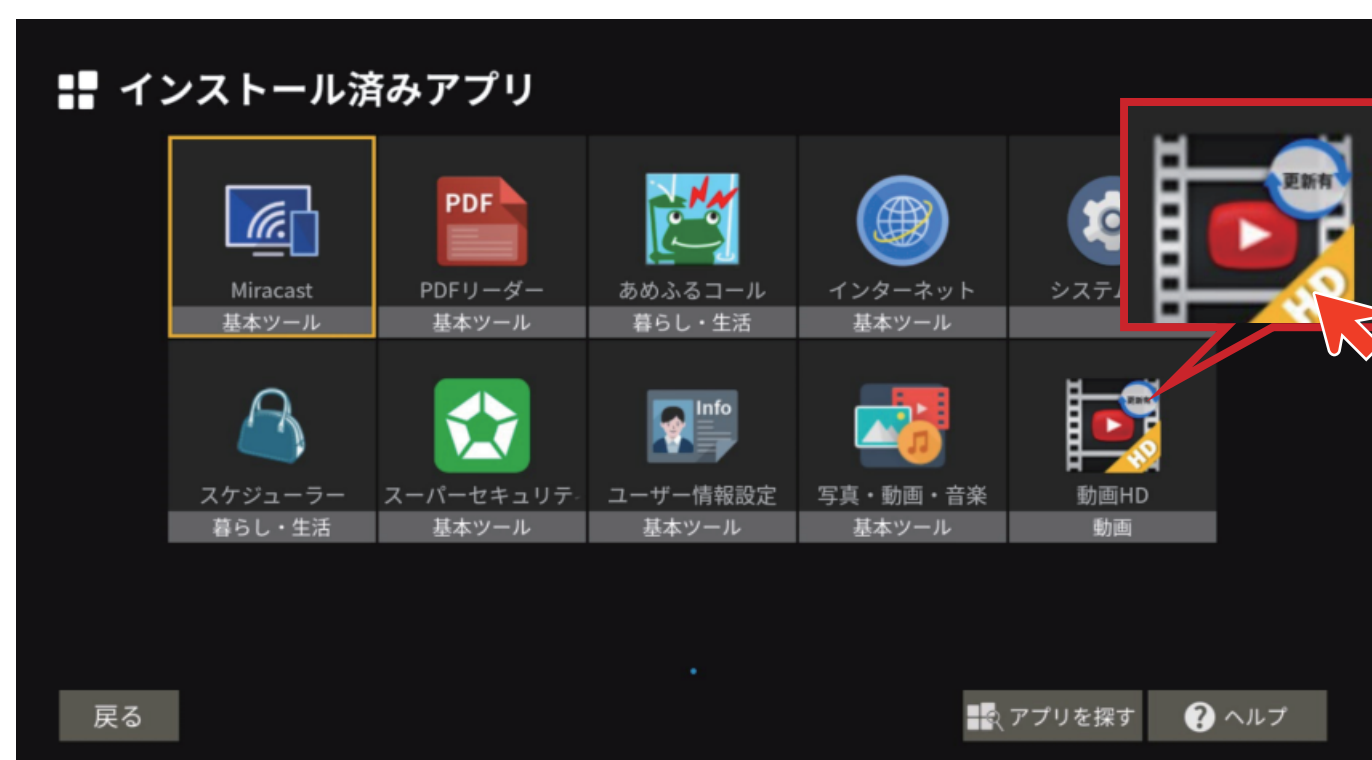 インストール済みアプリ
更新有
HD
PDF
Miracast
PDFリーダー
あめふるコール
インターネット
システム
基本ツール
基本ツール
暮らし・生活
基本ツール
Info
更新有
HD
スケジューラー
スーパーセキュリテ
ユーザー情報設定
写真・動画・音楽
動画HD
暮らし・生活
基本ツール
基本ツール
基本ツール
動画
戻る
アプリを探す
? ヘルプ